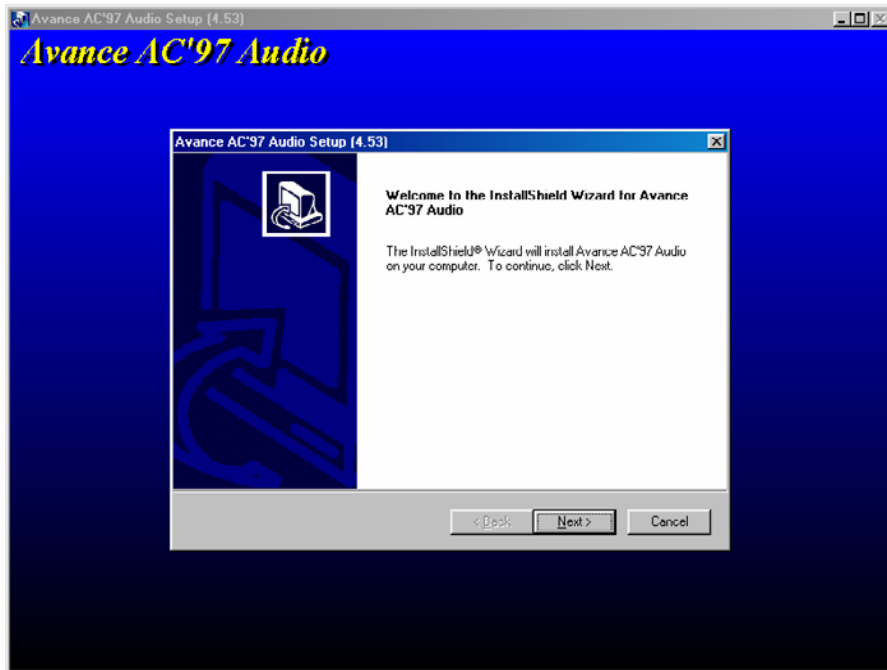 Avance AC'97 Audio Setup (4.53)
Avance AC'97 Audio
Avance AC'97 Audio Setup (4.53)
Welcome to the InstallShield Wizard for Avance
AC'97 Audio
The InstallShield® Wizard will install Avance AC'97 Audio
on your computer. To continue, click Next.
< Back
Next >
Cancel